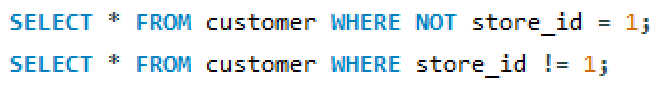 SELECT * FROM customer WHERE NOT store_id = 1;
SELECT * FROM customer WHERE store_id != 1;